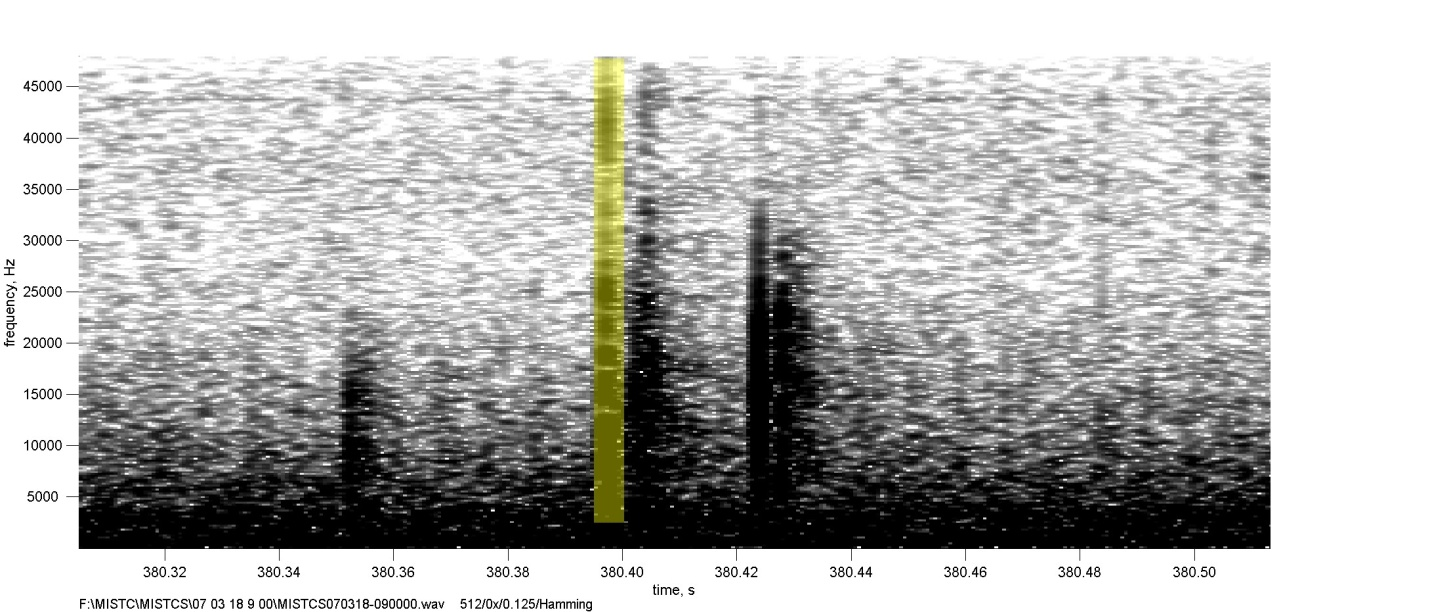 45000
40000
35000
30000
25000
20000
15000
10000
5000
frequency, Hz
380.32 380.34 380.36 380.38 380.40 380.42 380.44 380.46 380.48 380.50
time, s
F:\MISTC\MISTCS\07 03 18 9 00\MISTCS070318-090000.wav 512/0x/0.125/Hamming